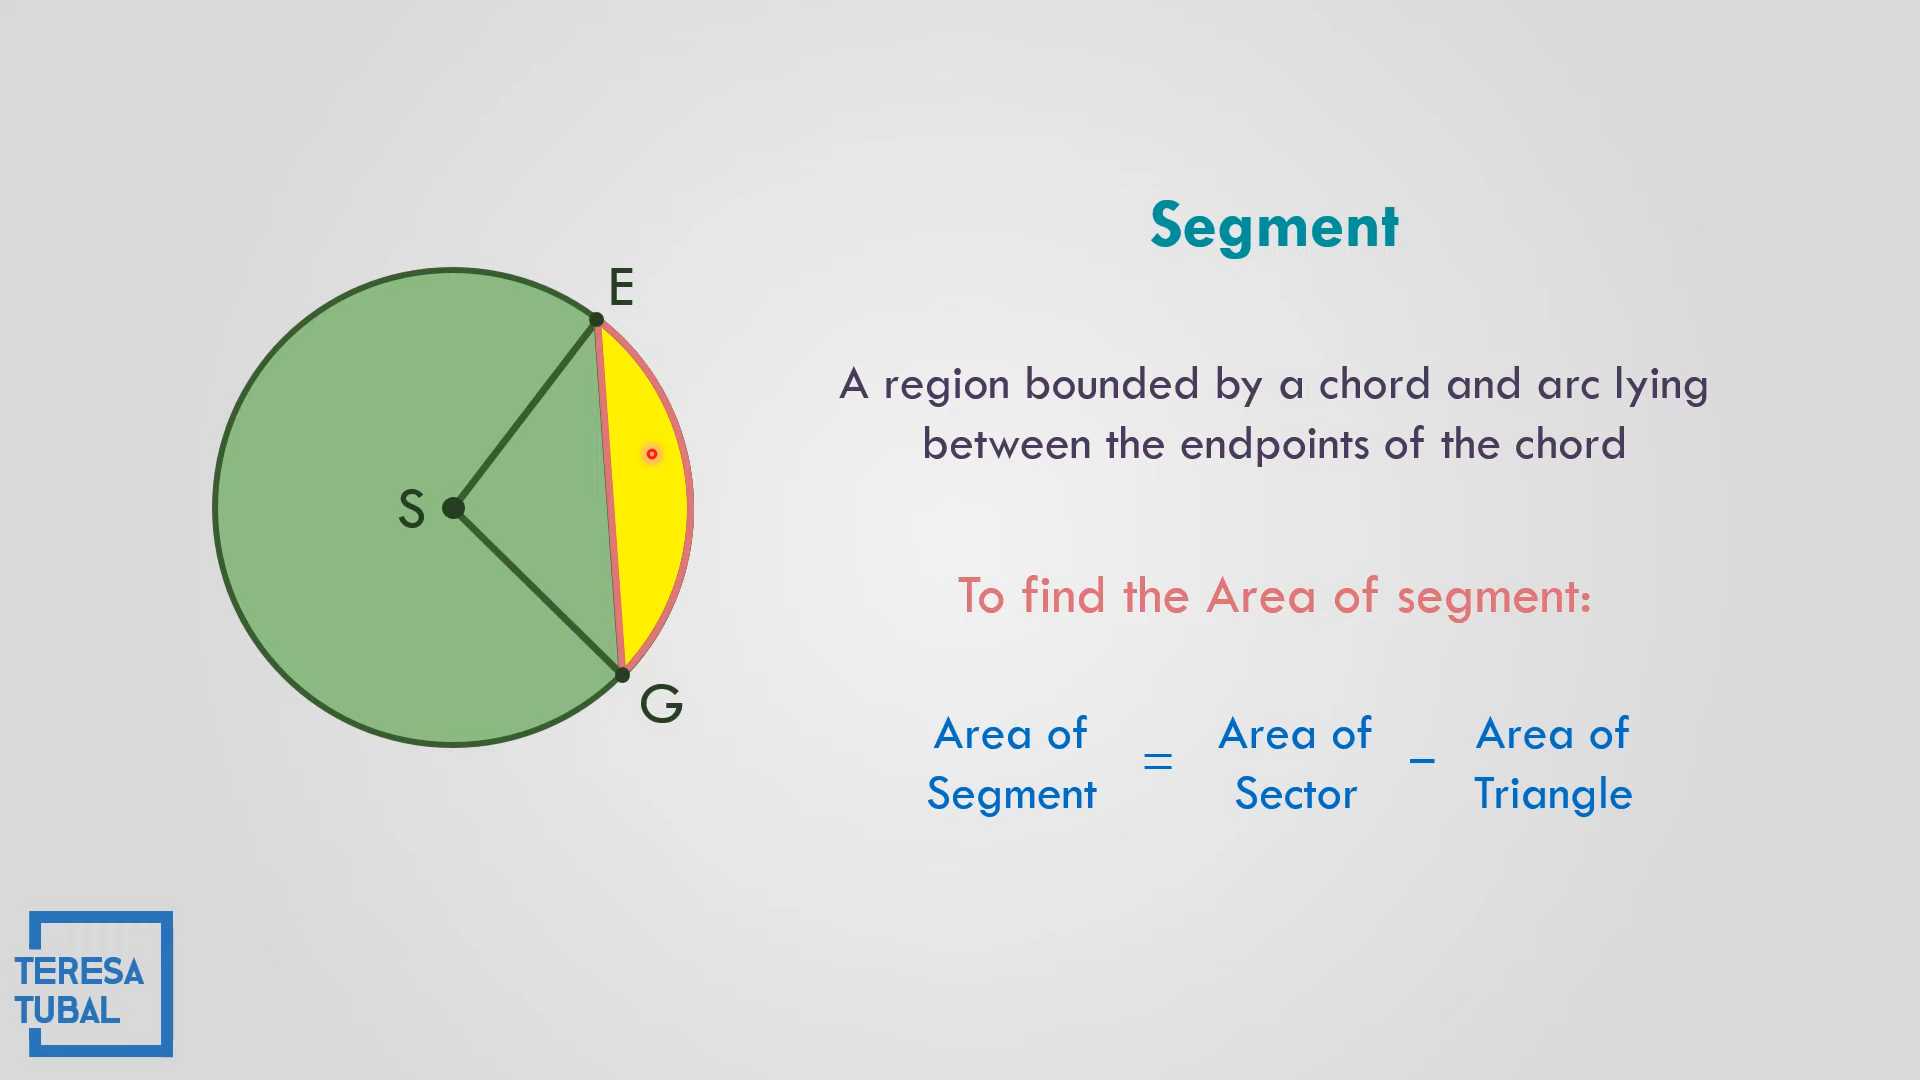 Segment
A region bounded by a chord and arc lying
between the endpoints of the chord
E
S
G
To find the Area of segment:
Area of
Segment
=
Area of
Sector
–
Area of
Triangle
TERESA
TUBAL